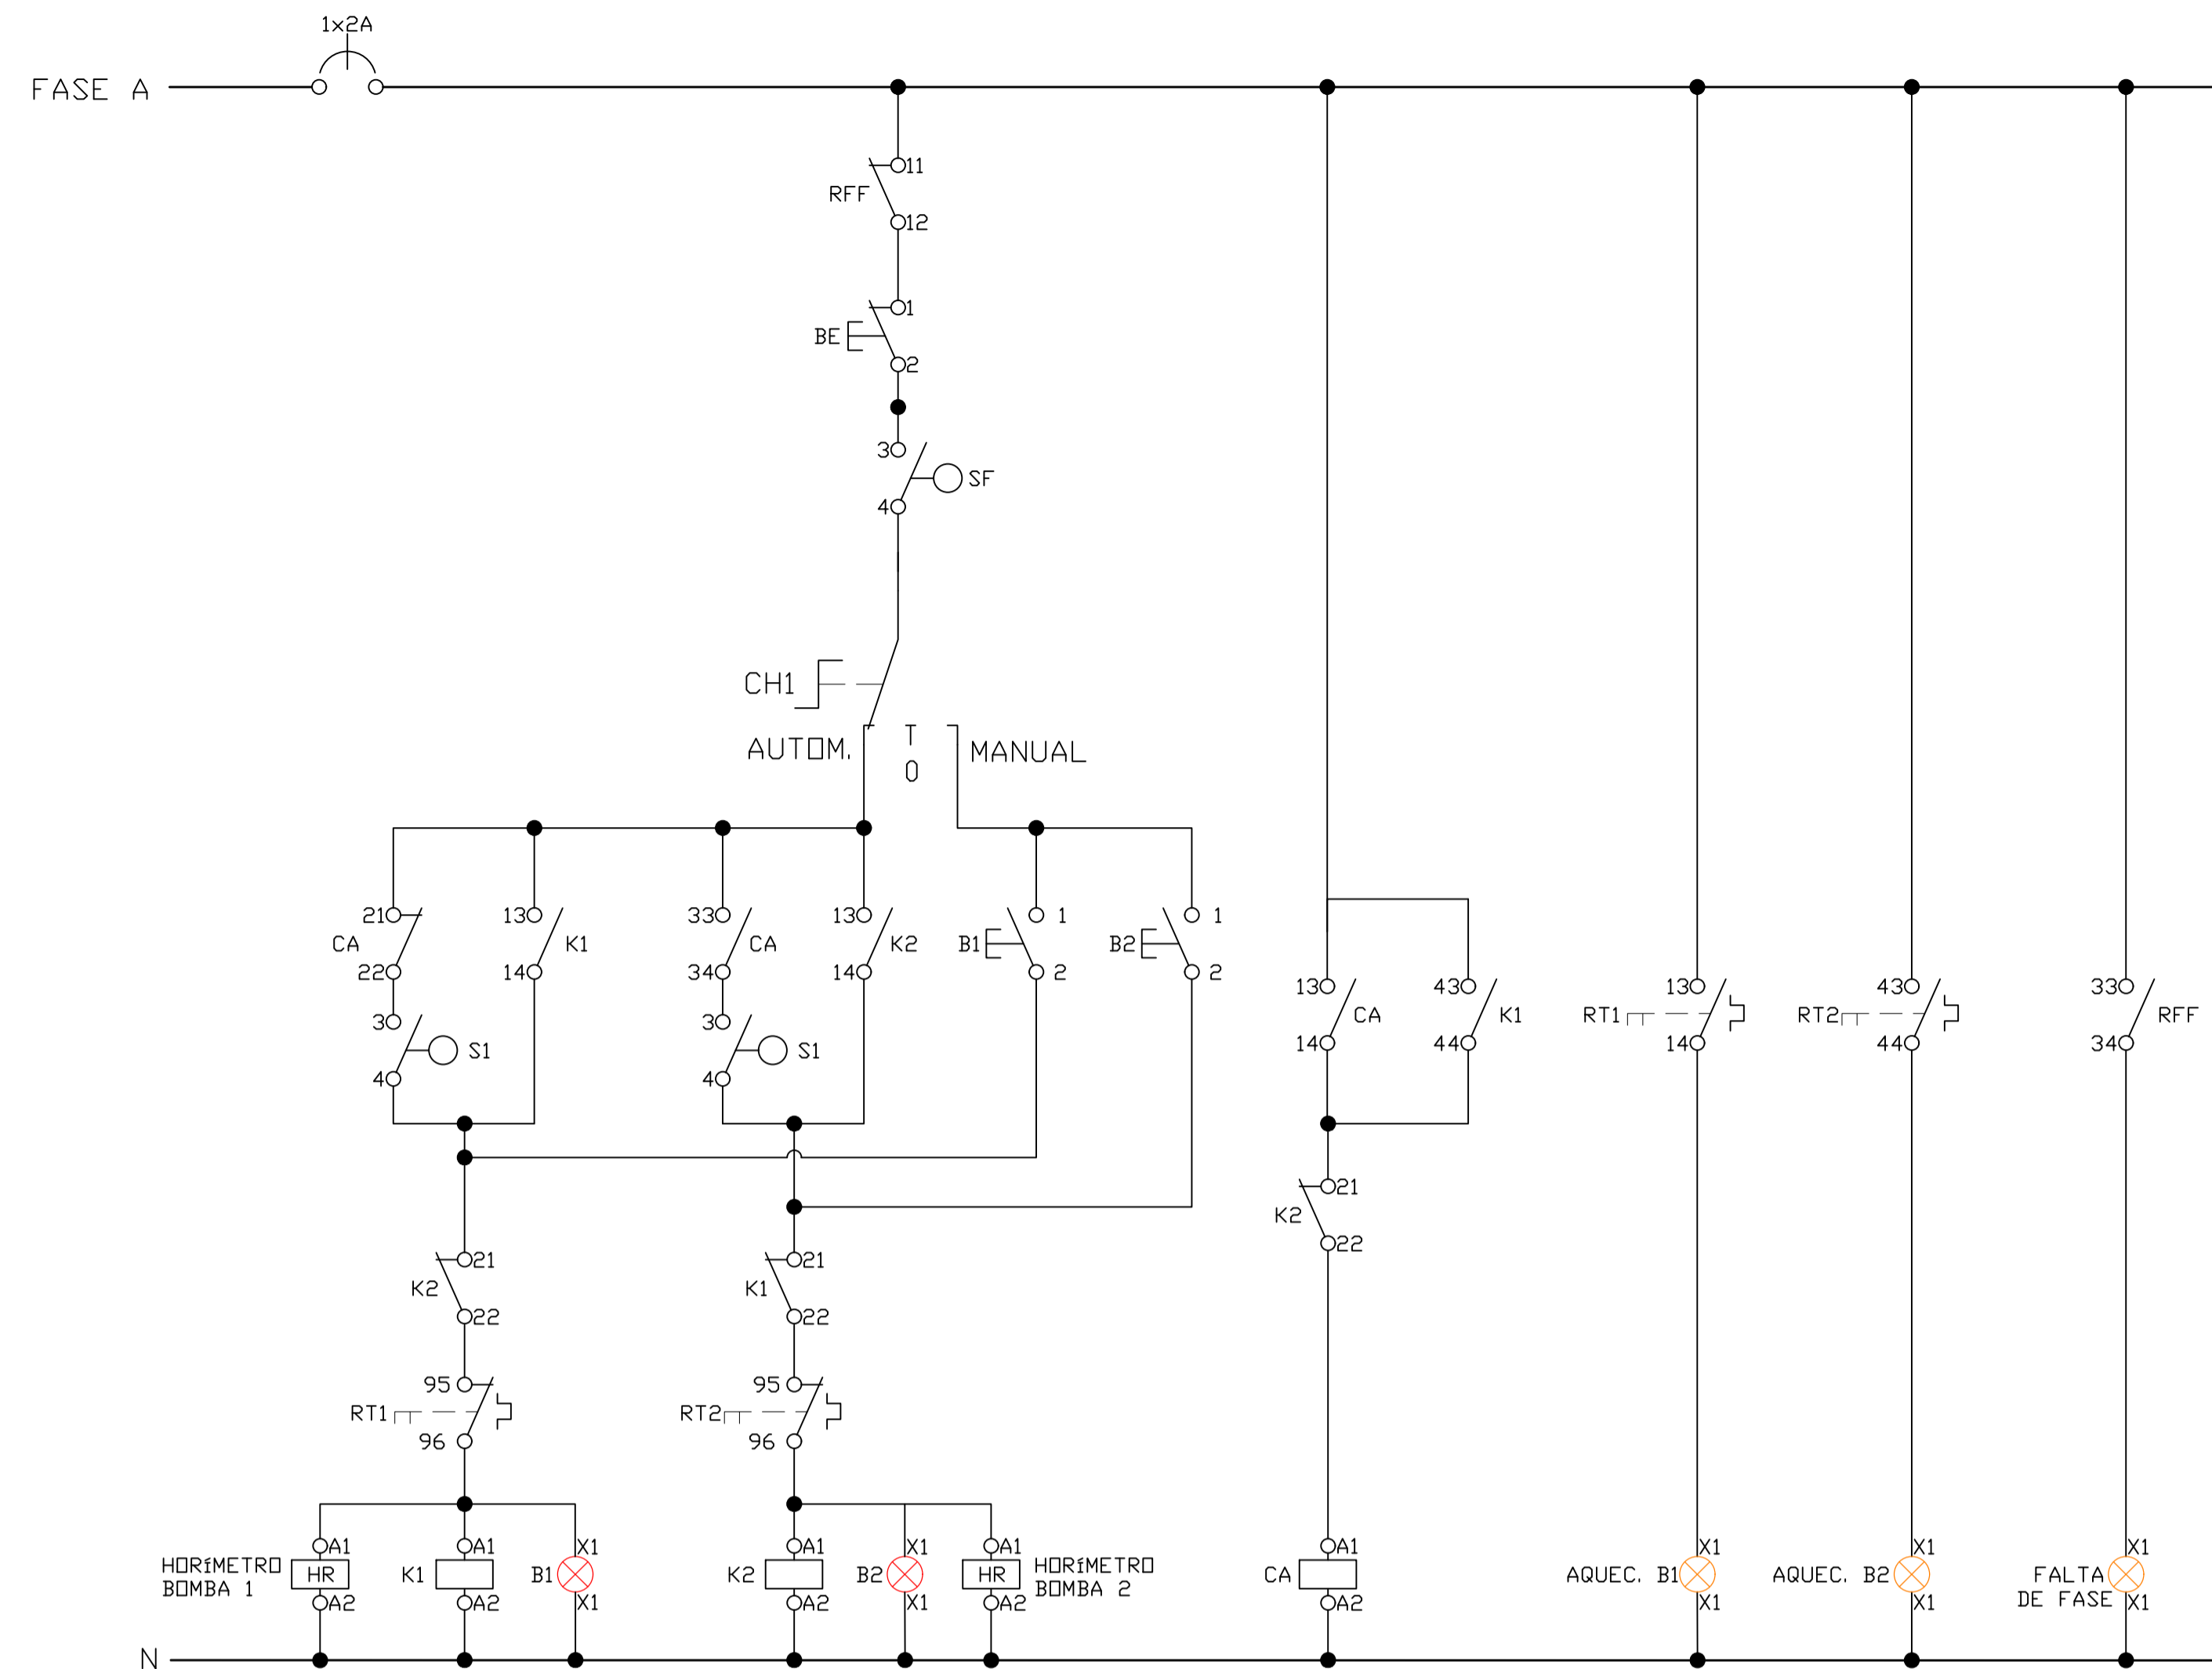 1x2A
FASE A
11
RFF
12
1
BE
2
3
SF
4
CH1
AUTOM.
0
MANUAL
21
CA
22
13
K1
14
33
CA
34
13
K2
14
B1
1
2
B2
1
2
3
S1
4
3
S1
4
13
CA
14
43
K1
44
13
RT1
14
43
RT2
44
33
RFF
34
21
K2
22
21
K2
22
21
K1
22
95
RT1
96
95
RT2
96
HORíMETRO
BOMBA 1
A1
HR
A2
K1
A1
A2
B1
X1
X1
K2
A1
A2
B2
X1
X1
A1
HR
A2
HORíMETRO
BOMBA 2
CA
A1
A2
AQUEC. B1
X1
X1
AQUEC. B2
X1
X1
FALTA
DE FASE
X1
X1
N